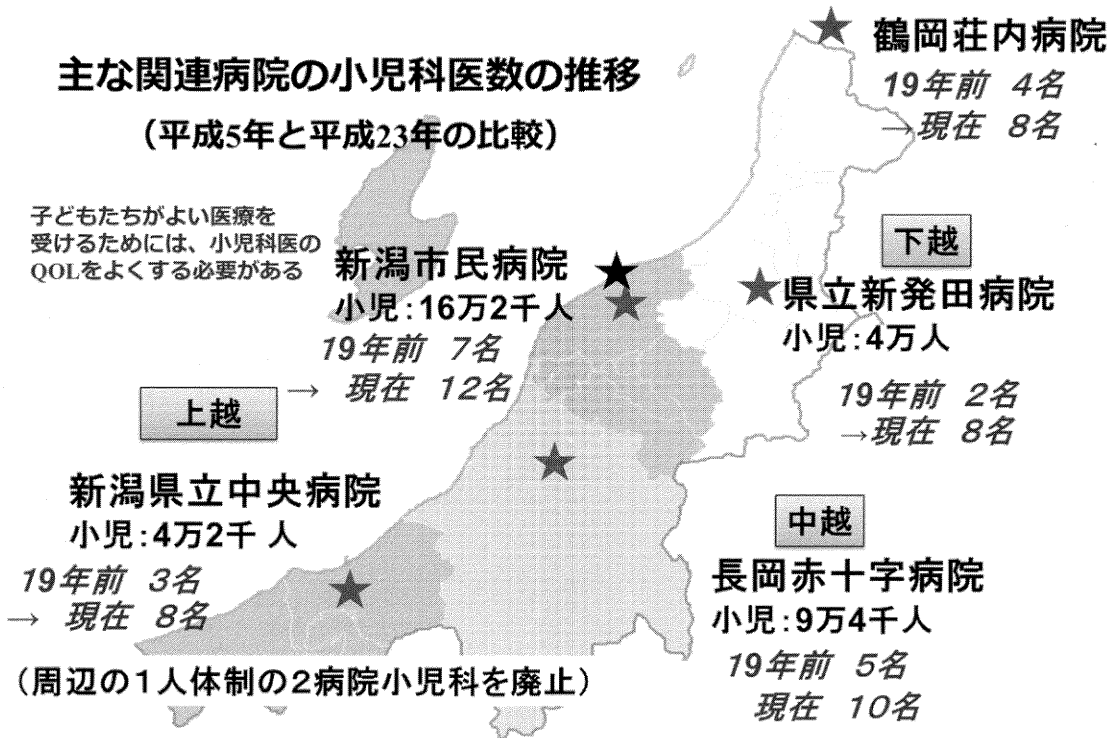 主な関連病院の小児科医数の推移
（平成5年と平成23年の比較）
子どもたちがよい医療を
受けるためには、小児科医の
QOLをよくする必要がある
鶴岡荘内病院
19年前 4名
→現在 8名
下越
県立新発田病院
小児：4万人
19年前 2名
→現在 8名
新潟市民病院
小児：16万2千人
19年前 7名
→ 現在 12名
上越
新潟県立中央病院
小児：4万2千 人
19年前 3名
→ 現在 8名
（周辺の1人体制の2病院小児科を廃止）
中越
長岡赤十字病院
小児：9万4千人
19年前 5名
現在 10名